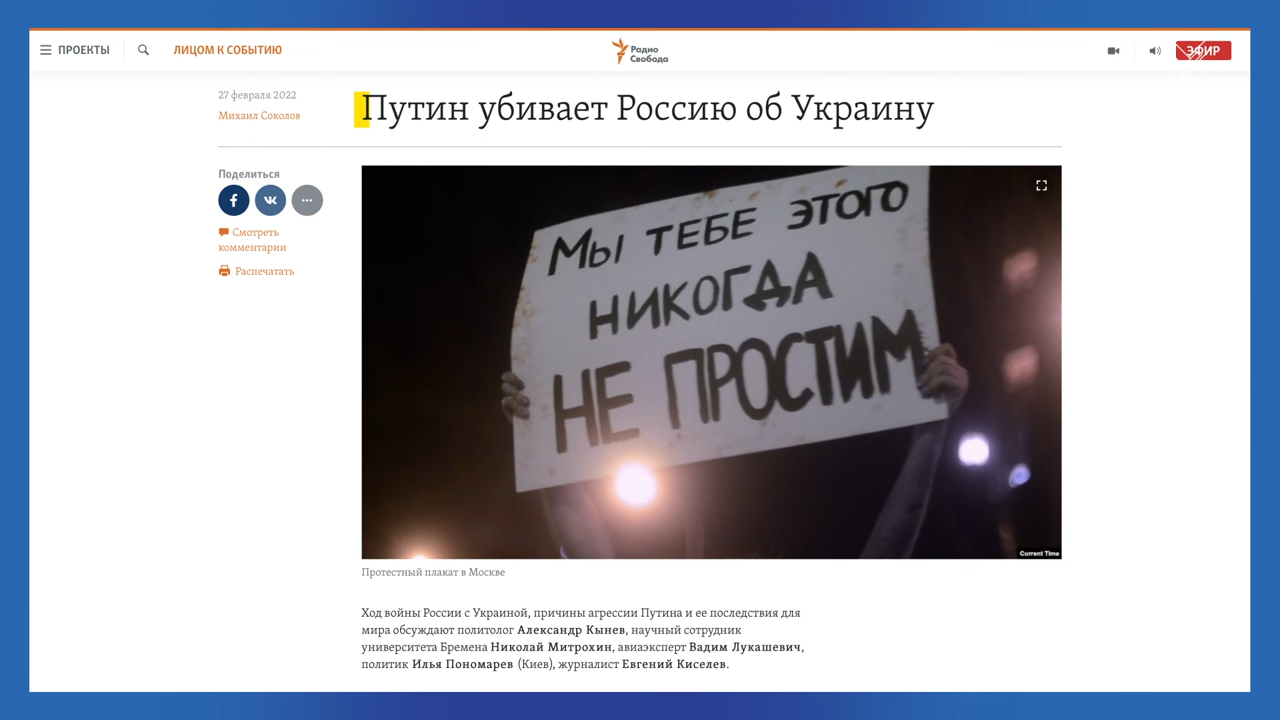 ПРОЕКТЫ
ЛИЦОМ К СОБЫТИЮ
Радио
Свобода
ЭФИР
27 февраля 2022
Михаил Соколов
Путин убивает Россию об Украину
Поделиться
Смотреть
комментарии
Распечатать
Мы ТЕБЕ ЭТОГО
НИКОГДА
НЕ ПРОСТИМ
Current Time
Протестный плакат в Москве
Ход войны России с Украиной, причины агрессии Путина и ее последствия для
мира обсуждают политолог Александр Кынев, научный сотрудник
университета Бремена Николай Митрохин, авиаэксперт Вадим Лукашевич,
политик Илья Пономарев (Киев), журналист Евгений Киселев.